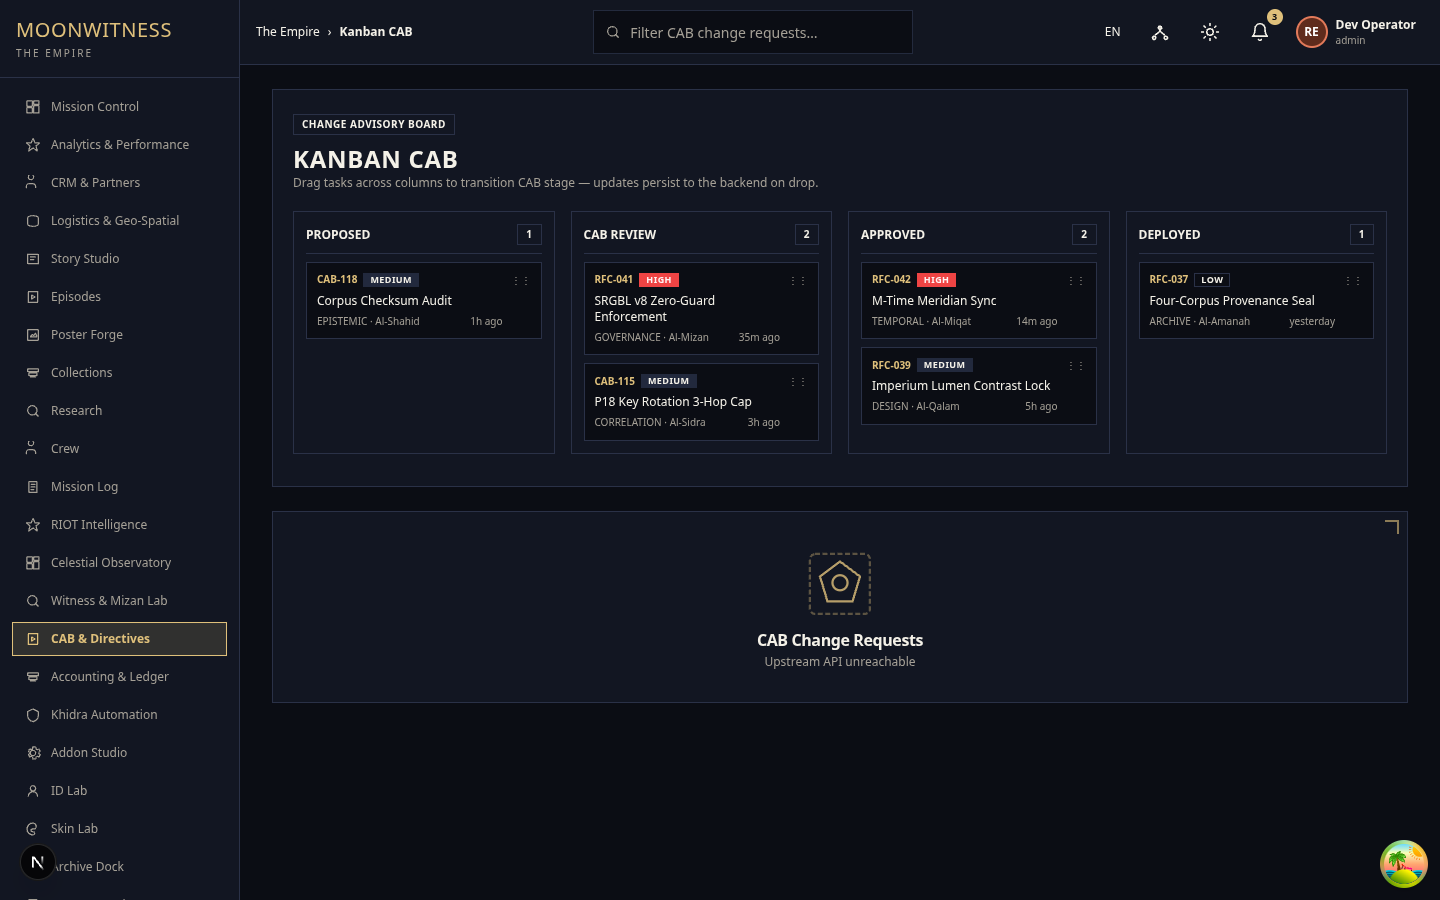 MOONWITNESS
THE EMPIRE
Mission Control
Analytics & Performance
CRM & Partners
Logistics & Geo-Spatial
Story Studio
Episodes
Poster Forge
Collections
Research
Crew
Mission Log
RIOT Intelligence
Celestial Observatory
Witness & Mizan Lab
CAB & Directives
Accounting & Ledger
Khidra Automation
Addon Studio
ID Lab
Skin Lab
Archive Dock
N
The Empire › Kanban CAB
Filter CAB change requests...
EN
3
RE
Dev Operator
admin
CHANGE ADVISORY BOARD
KANBAN CAB
Drag tasks across columns to transition CAB stage — updates persist to the backend on drop.
PROPOSED 1
CAB-118 MEDIUM
Corpus Checksum Audit
EPISTEMIC · Al-Shahid 1h ago
CAB REVIEW 2
RFC-041 HIGH
SRGBL v8 Zero-Guard
Enforcement
GOVERNANCE · Al-Mizan 35m ago
CAB-115 MEDIUM
P18 Key Rotation 3-Hop Cap
CORRELATION · Al-Sidra 3h ago
APPROVED 2
RFC-042 HIGH
M-Time Meridian Sync
TEMPORAL · Al-Miqat 14m ago
RFC-039 MEDIUM
Imperium Lumen Contrast Lock
DESIGN · Al-Qalam 5h ago
DEPLOYED 1
RFC-037 LOW
Four-Corpus Provenance Seal
ARCHIVE · Al-Amanah yesterday
CAB Change Requests
Upstream API unreachable